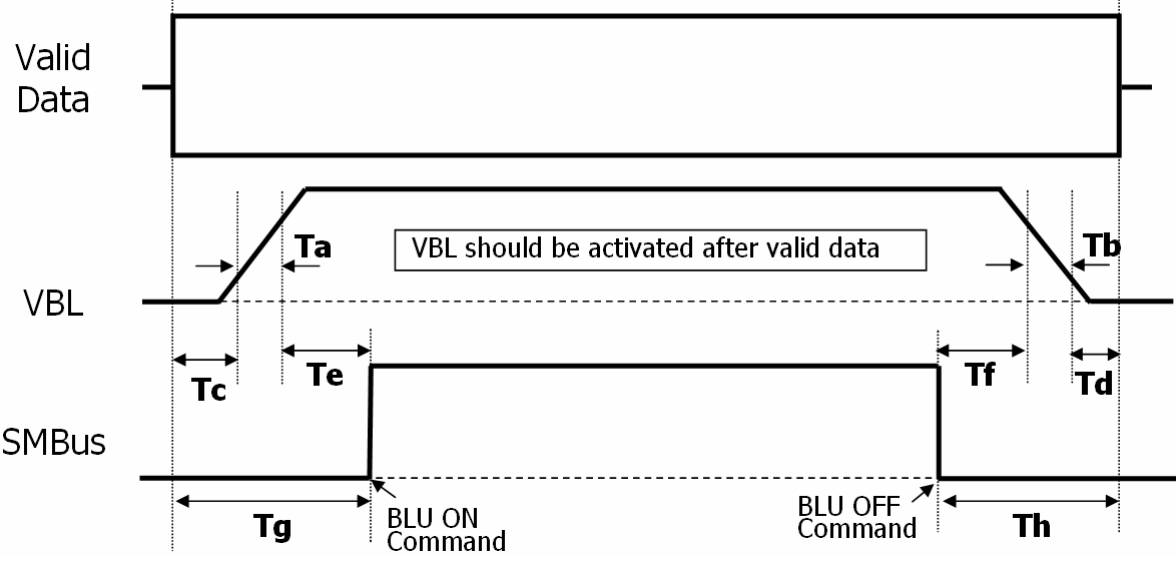 Valid
Data
Ta
VBL should be activated after valid data
Tb
VBL
Tc
Te
Tf
Td
SMBus
Tg
BLU ON
Command
BLU OFF
Command
Th